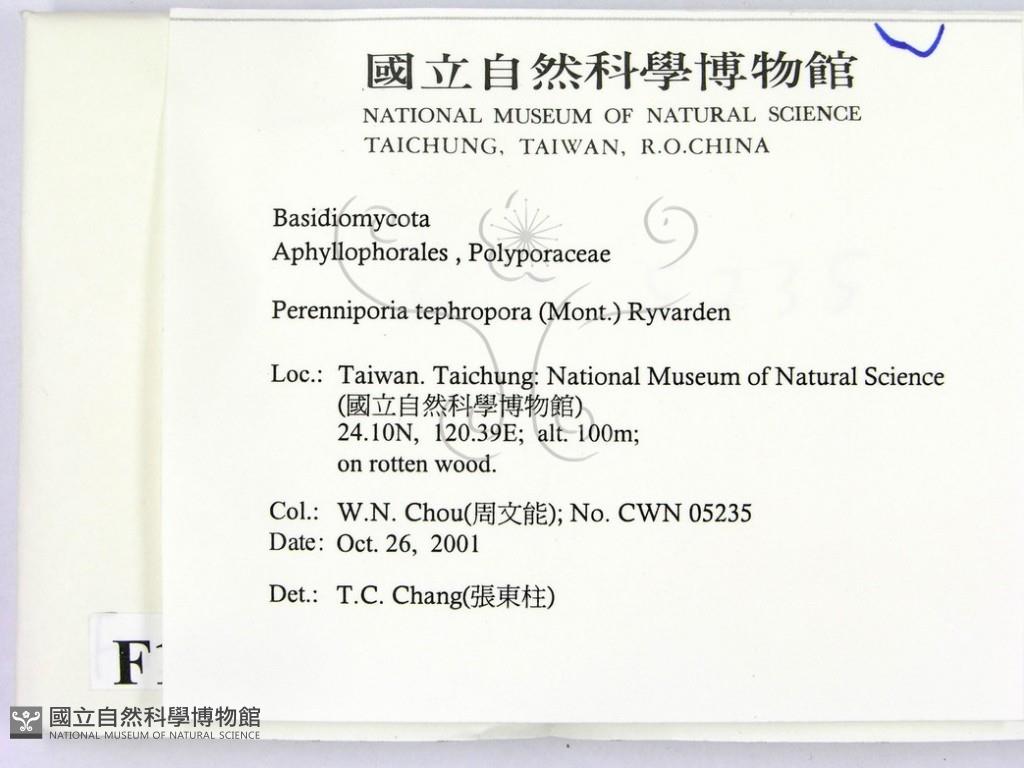 國立自然科學博物館
NATIONAL MUSEUM OF NATURAL SCIENCE
TAICHUNG, TAIWAN, R.O.CHINA
Basidiomycota
Aphyllophorales , Polyporaceae
Perenniporia tephropora (Mont.) Ryvarden
Loc.: Taiwan. Taichung: National Museum of Natural Science
(國立自然科學博物館)
24.10N, 120.39E; alt. 100m;
on rotten wood.
Col.: W.N. Chou(周文能); No. CWN 05235
Date: Oct. 26, 2001
Det.: T.C. Chang(張東柱)
F1
國立自然科學博物館
NATIONAL MUSEUM OF NATURAL SCIENCE